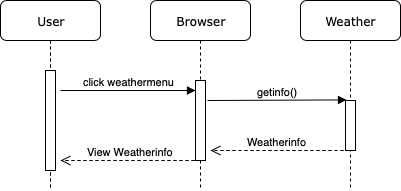 User
Browser
Weather
click weathermenu
getinfo()
Weatherinfo
View Weatherinfo